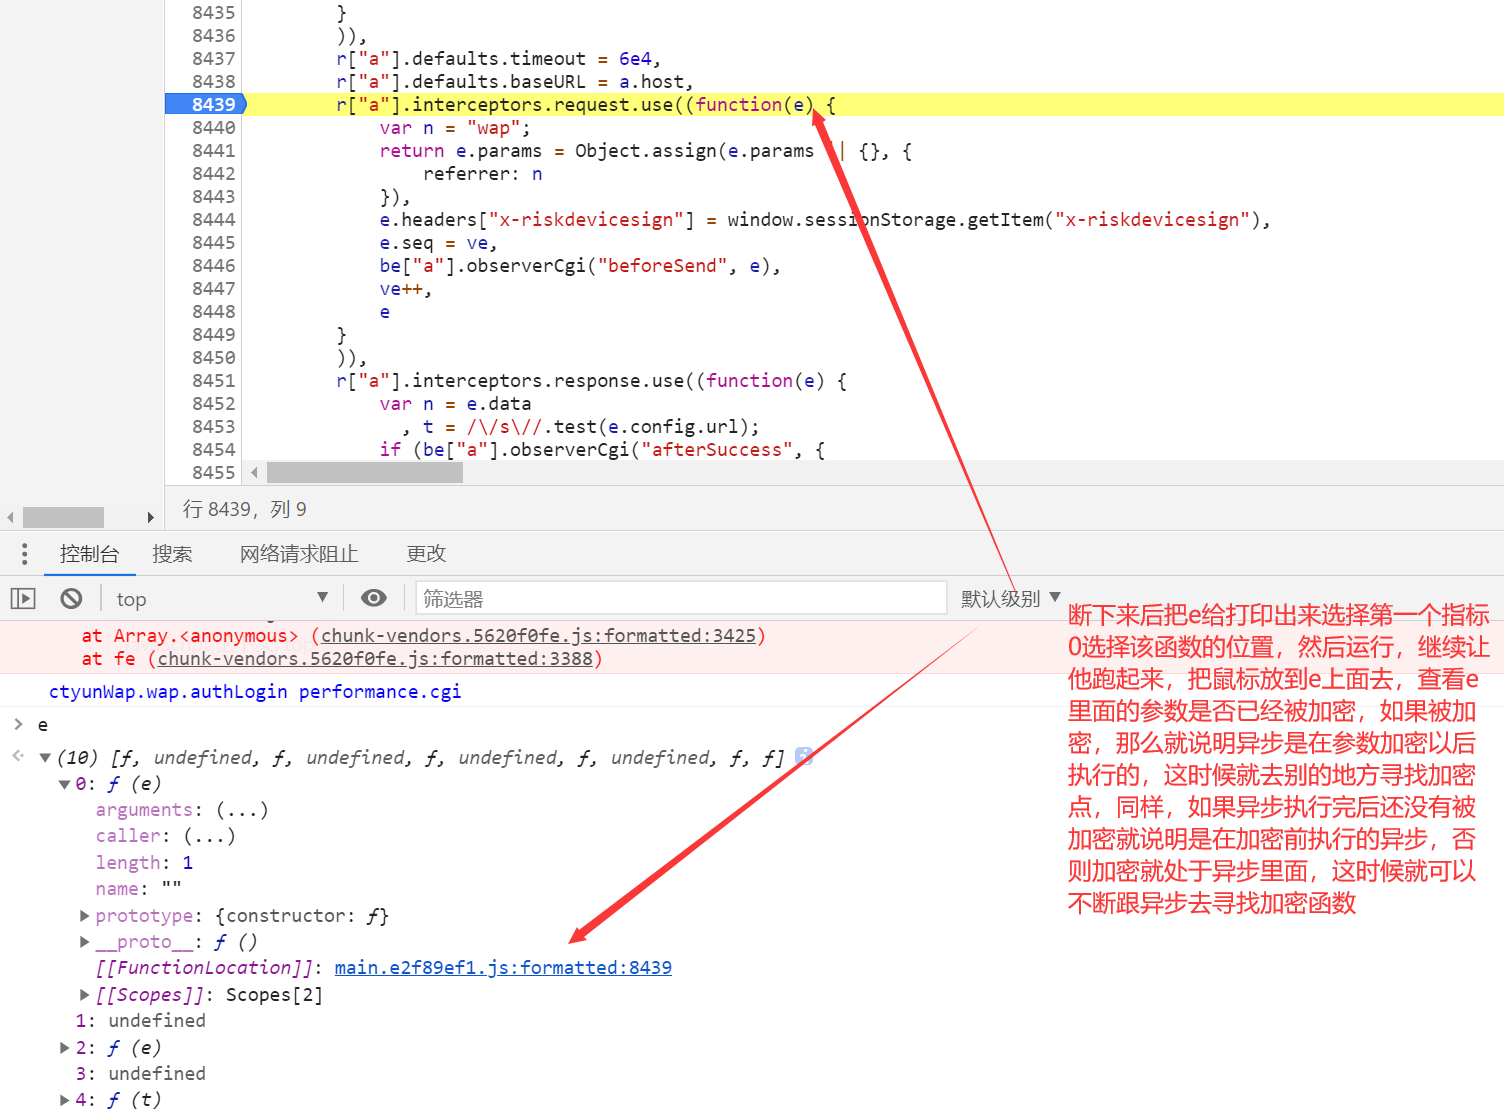 8435 }
8436 )),
8437 r["a"].defaults.timeout = 6e4,
8438 r["a"].defaults.baseURL = a.host,
8439 r["a"].interceptors.request.use((function(e) {
8440 var n = "wap";
8441 return e.params = Object.assign(e.params || {}, {
8442 referrer: n
8443 }),
8444 e.headers["x-riskdevicesign"] = window.sessionStorage.getItem("x-riskdevicesign"),
8445 e.seq = ve,
8446 be["a"].observerCgi("beforeSend", e),
8447 ve++,
8448 e
8449 }
8450 )),
8451 r["a"].interceptors.response.use((function(e) {
8452 var n = e.data
8453 , t = /\/s\//.test(e.config.url);
8454 if (be["a"].observerCgi("afterSuccess", {
8455
行 8439，列 9
控制台 搜索 网络请求阻止 更改
top 筛选器 默认级别
at Array.<anonymous> (chunk-vendors.5620f0fe.js:formatted:3425)
at fe (chunk-vendors.5620f0fe.js:formatted:3388)
ctyunWap.wap.authLogin performance.cgi
> e
(10) [f, undefined, f, undefined, f, undefined, f, undefined, f, f]
0: f (e)
arguments: (...)
caller: (...)
length: 1
name: ""
prototype: {constructor: f}
__proto__: f ()
[[FunctionLocation]]: main.e2f89ef1.js:formatted:8439
[[Scopes]]: Scopes[2]
1: undefined
2: f (e)
3: undefined
4: f (t)
断下来后把e给打印出来选择第一个指标
0选择该函数的位置，然后运行，继续让
他跑起来，把鼠标放到e上面去，查看e
里面的参数是否已经被加密，如果被加
密，那么就说明异步是在参数加密以后
执行的，这时候就去别的地方寻找加密
点，同样，如果异步执行完后还没有被
加密就说明是在加密前执行的异步，否
则加密就处于异步里面，这时候就可以
不断跟异步去寻找加密函数